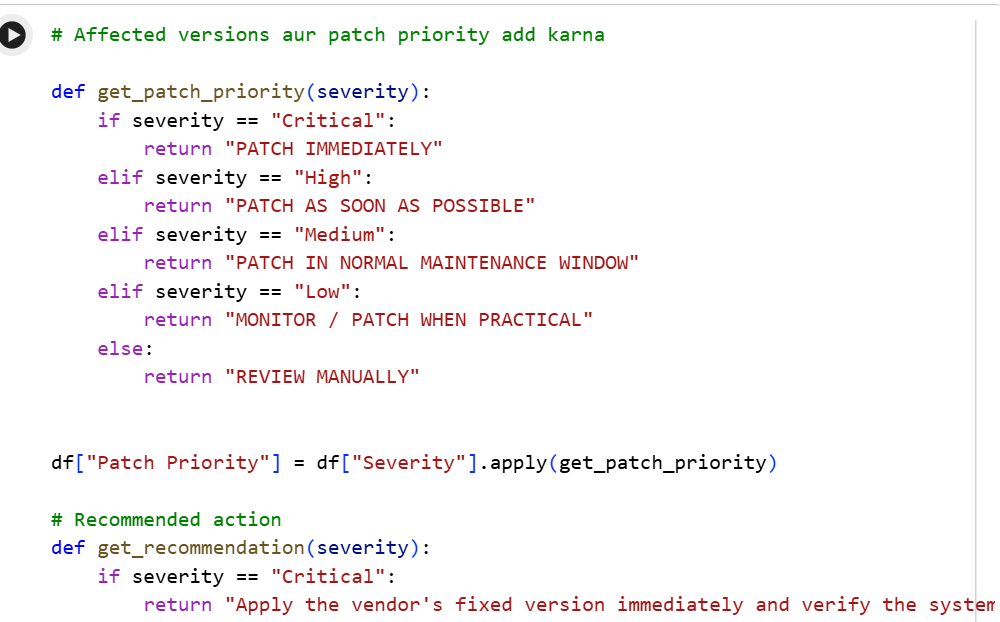 # Affected versions aur patch priority add karna
def get_patch_priority(severity):
    if severity == "Critical":
        return "PATCH IMMEDIATELY"
    elif severity == "High":
        return "PATCH AS SOON AS POSSIBLE"
    elif severity == "Medium":
        return "PATCH IN NORMAL MAINTENANCE WINDOW"
    elif severity == "Low":
        return "MONITOR / PATCH WHEN PRACTICAL"
    else:
        return "REVIEW MANUALLY"
df["Patch Priority"] = df["Severity"].apply(get_patch_priority)
# Recommended action
def get_recommendation(severity):
    if severity == "Critical":
        return "Apply the vendor's fixed version immediately and verify the system